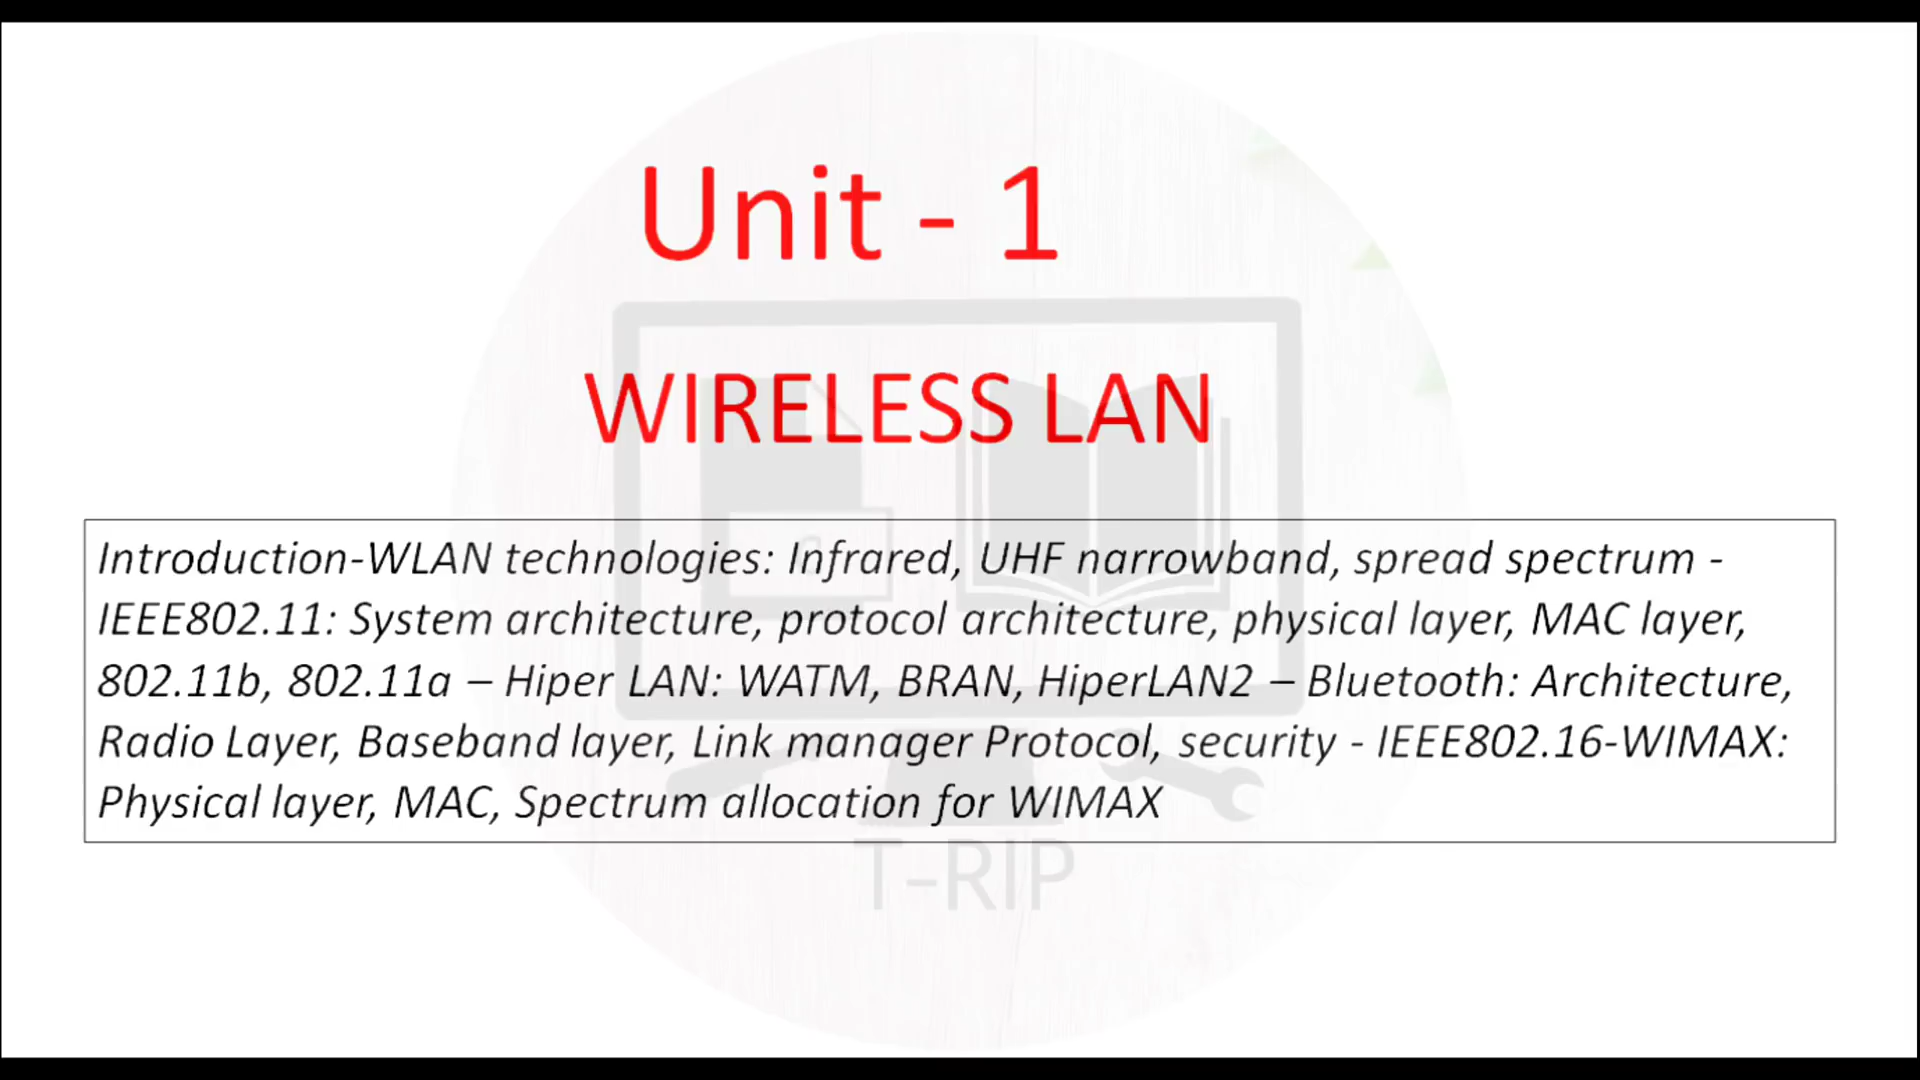 Unit - 1
WIRELESS LAN
Introduction-WLAN technologies: Infrared, UHF narrowband, spread spectrum -
IEEE802.11: System architecture, protocol architecture, physical layer, MAC layer,
802.11b, 802.11a – Hiper LAN: WATM, BRAN, HiperLAN2 – Bluetooth: Architecture,
Radio Layer, Baseband layer, Link manager Protocol, security - IEEE802.16-WIMAX:
Physical layer, MAC, Spectrum allocation for WIMAX
T-RIP